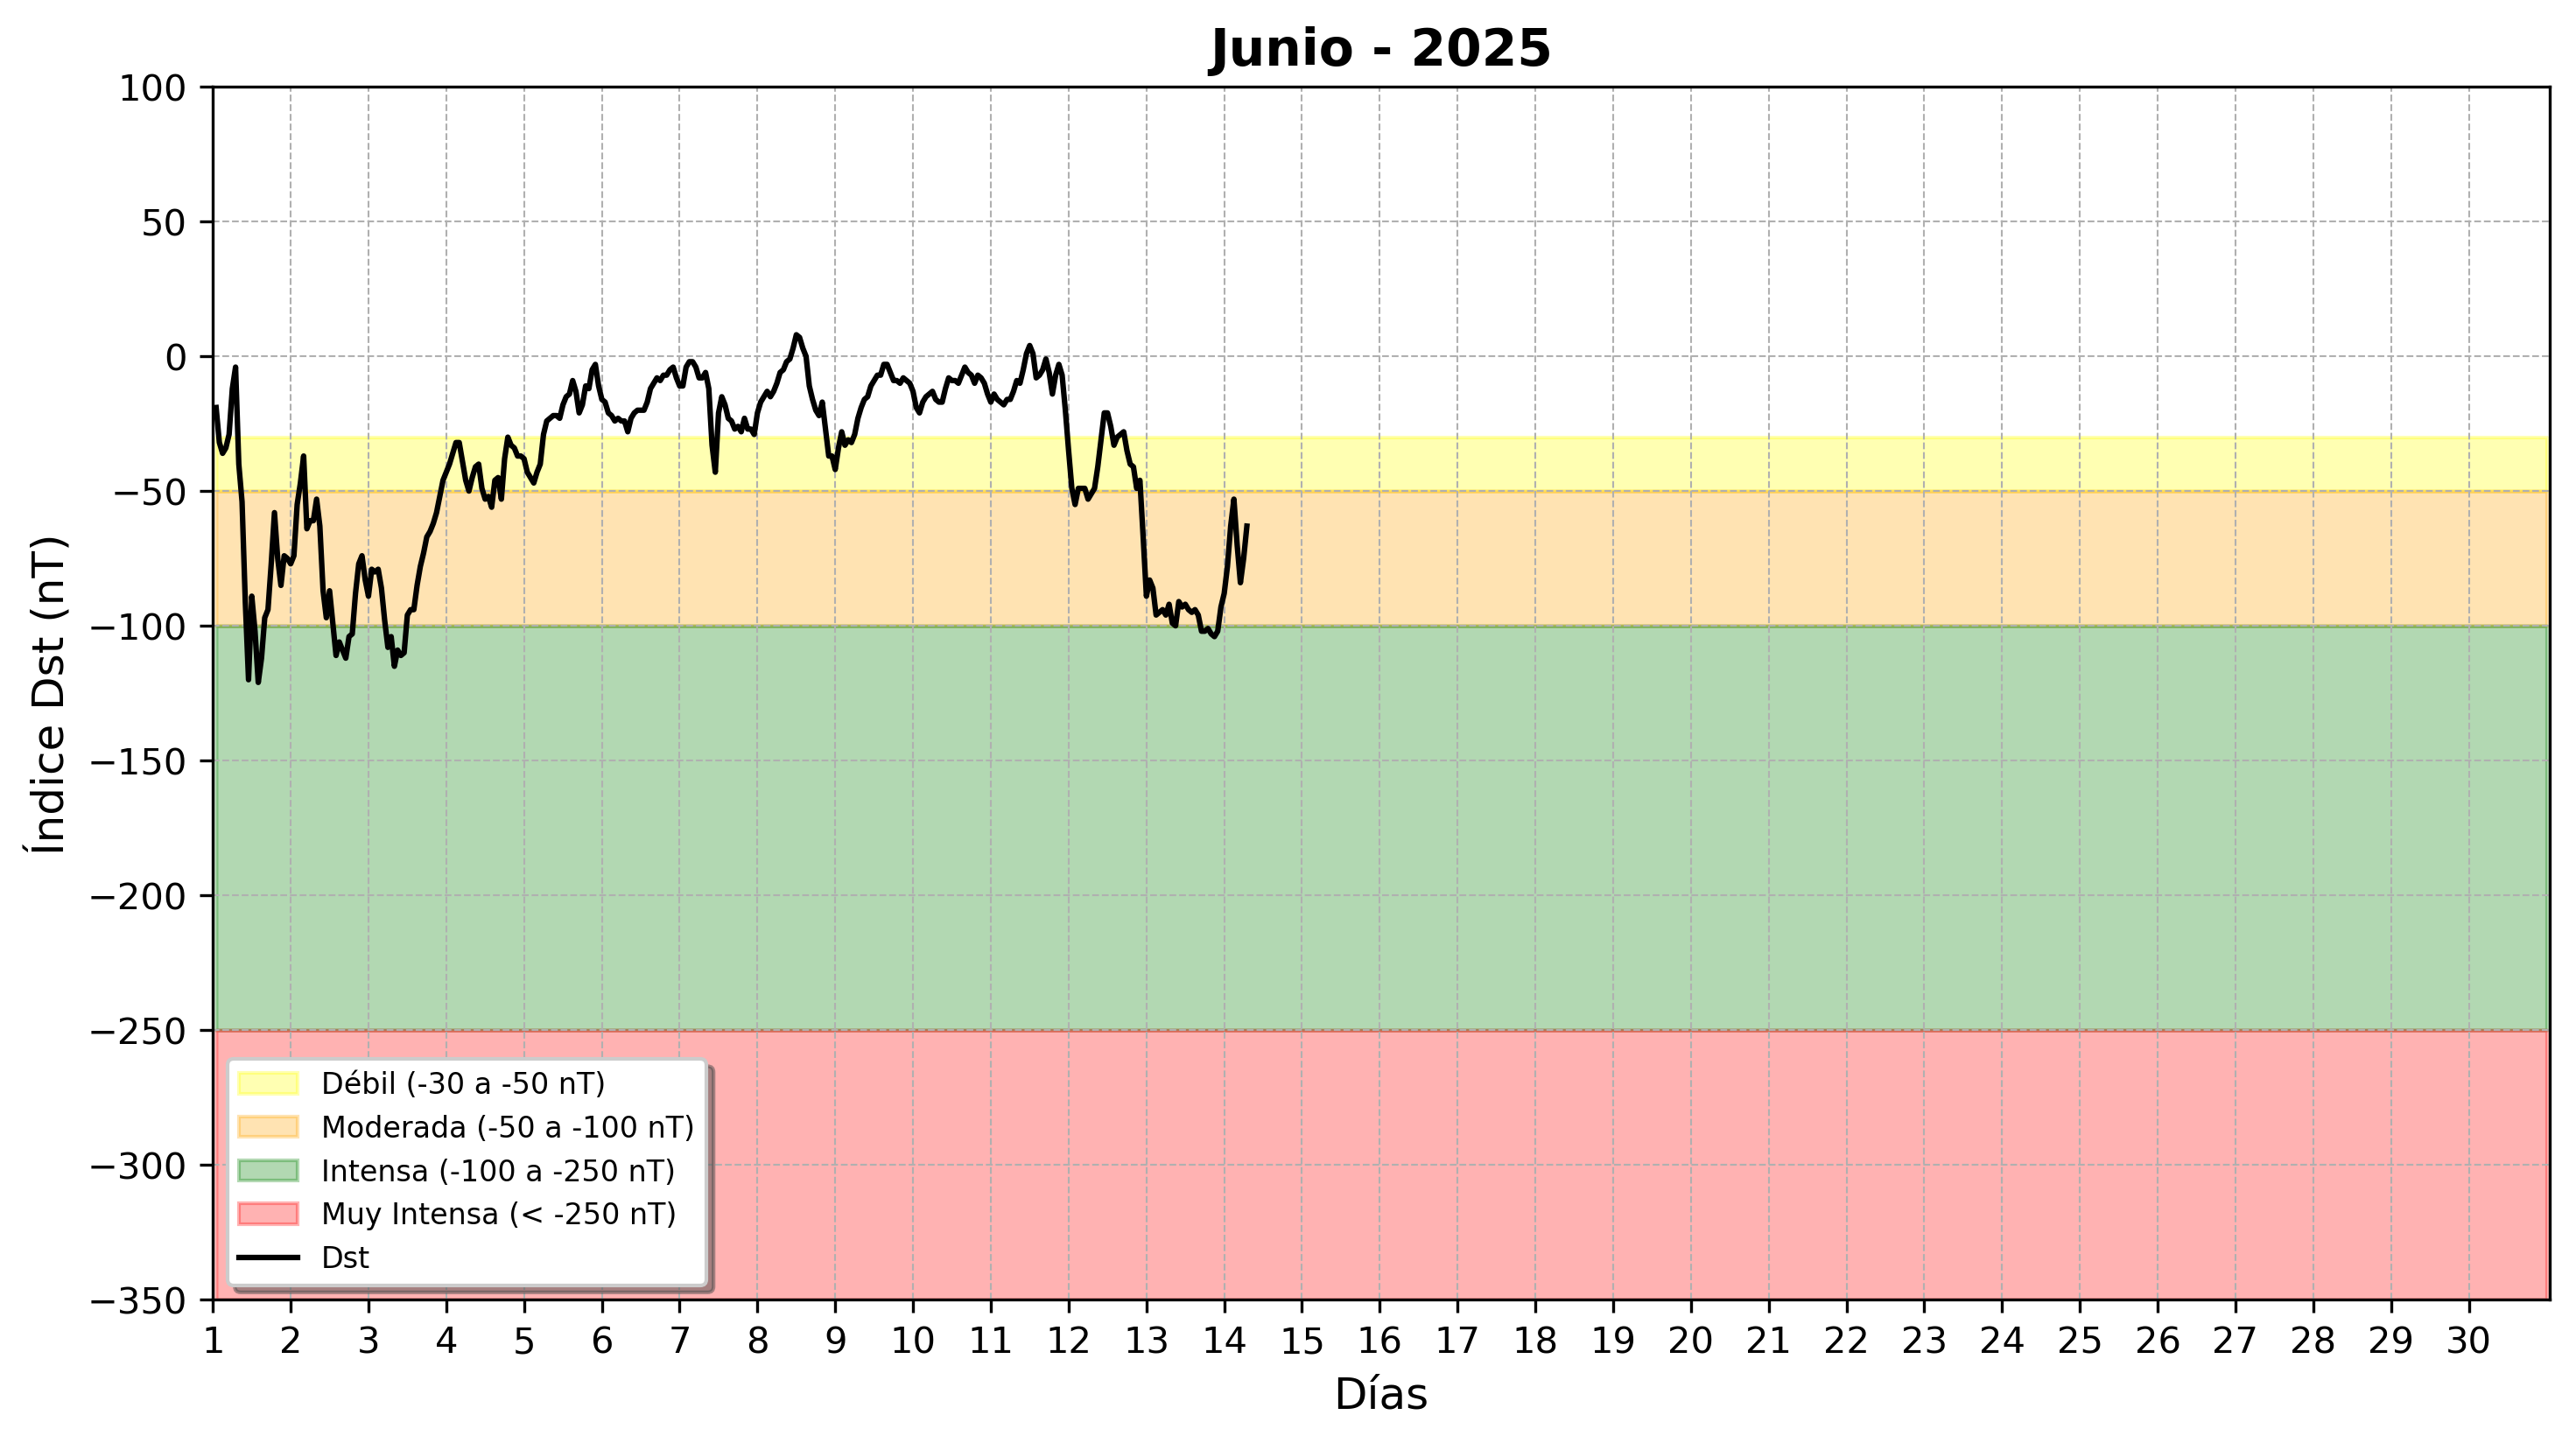 Junio - 2025
100
50
0
−50
−100
−150
−200
−250
−300
−350
Índice Dst (nT)
Débil (-30 a -50 nT)
Moderada (-50 a -100 nT)
Intensa (-100 a -250 nT)
Muy Intensa (< -250 nT)
Dst
1 2 3 4 5 6 7 8 9 10 11 12 13 14 15 16 17 18 19 20 21 22 23 24 25 26 27 28 29 30
Días